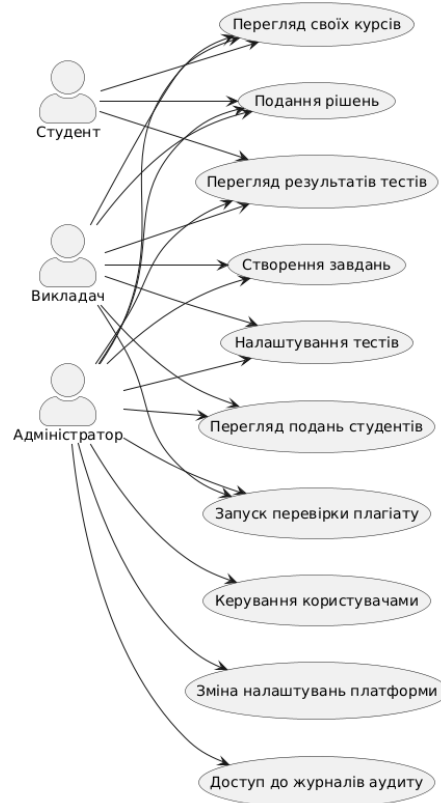 Перегляд своїх курсів
Подання рішень
Студент
Перегляд результатів тестів
Створення завдань
Викладач
Налаштування тестів
Перегляд подань студентів
Адміністратор
Запуск перевірки плагіату
Керування користувачами
Зміна налаштувань платформи
Доступ до журналів аудиту